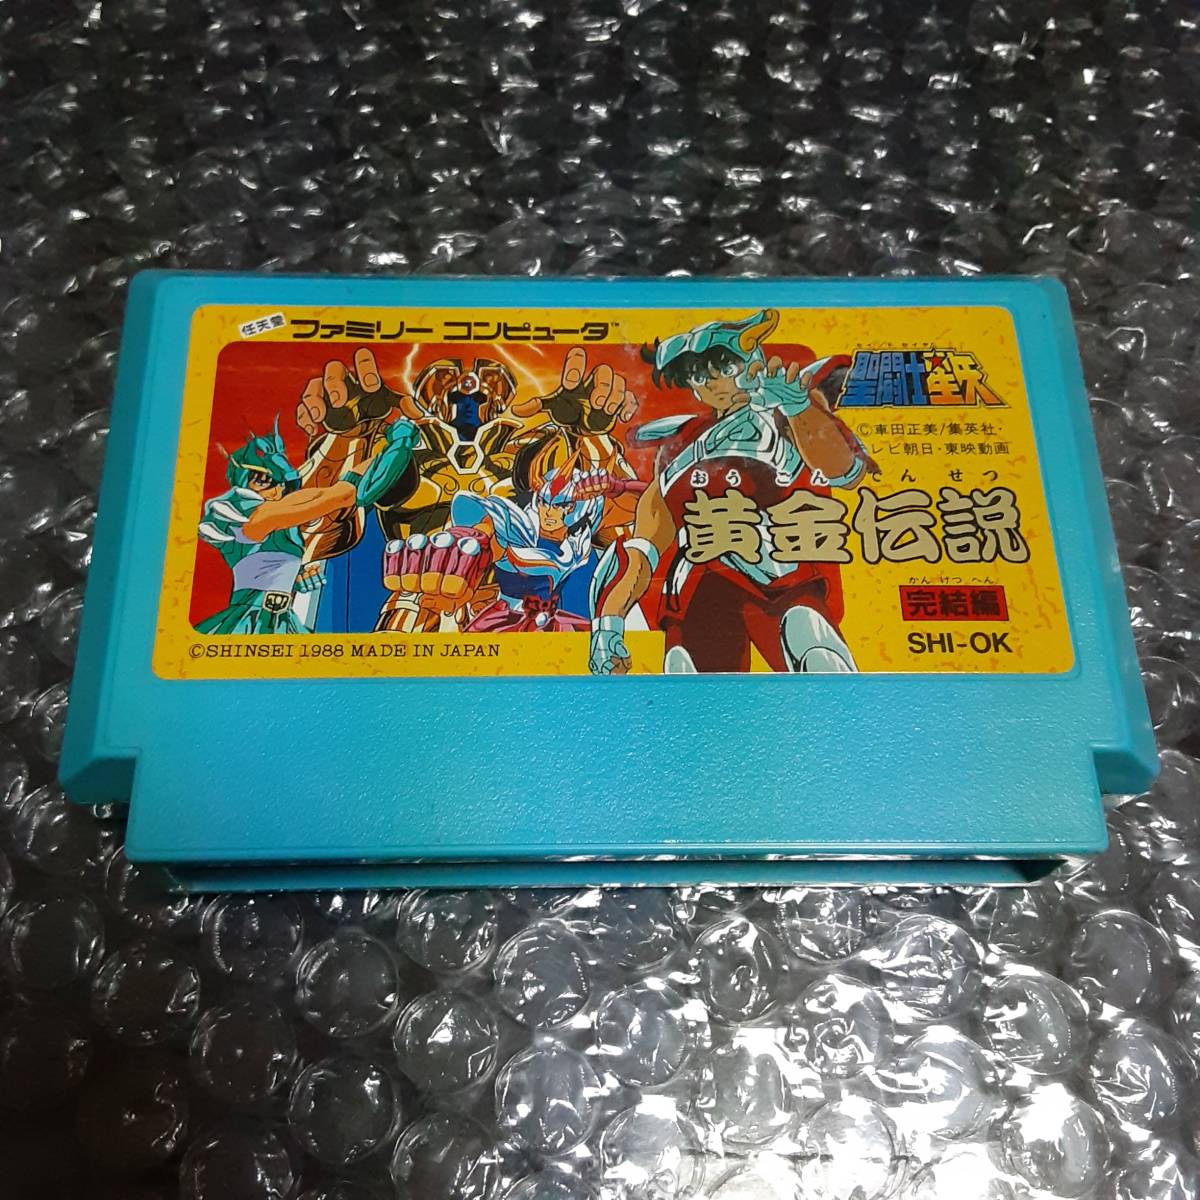 任天堂 ファミリー コンピュータ™
セイント セイヤ
聖闘士星矢
©車田正美/集英社・
テレビ朝日・東映動画
おうごんでんせつ
黄金伝説
かんけつへん
完結編
SHI-OK
©SHINSEI 1988 MADE IN JAPAN